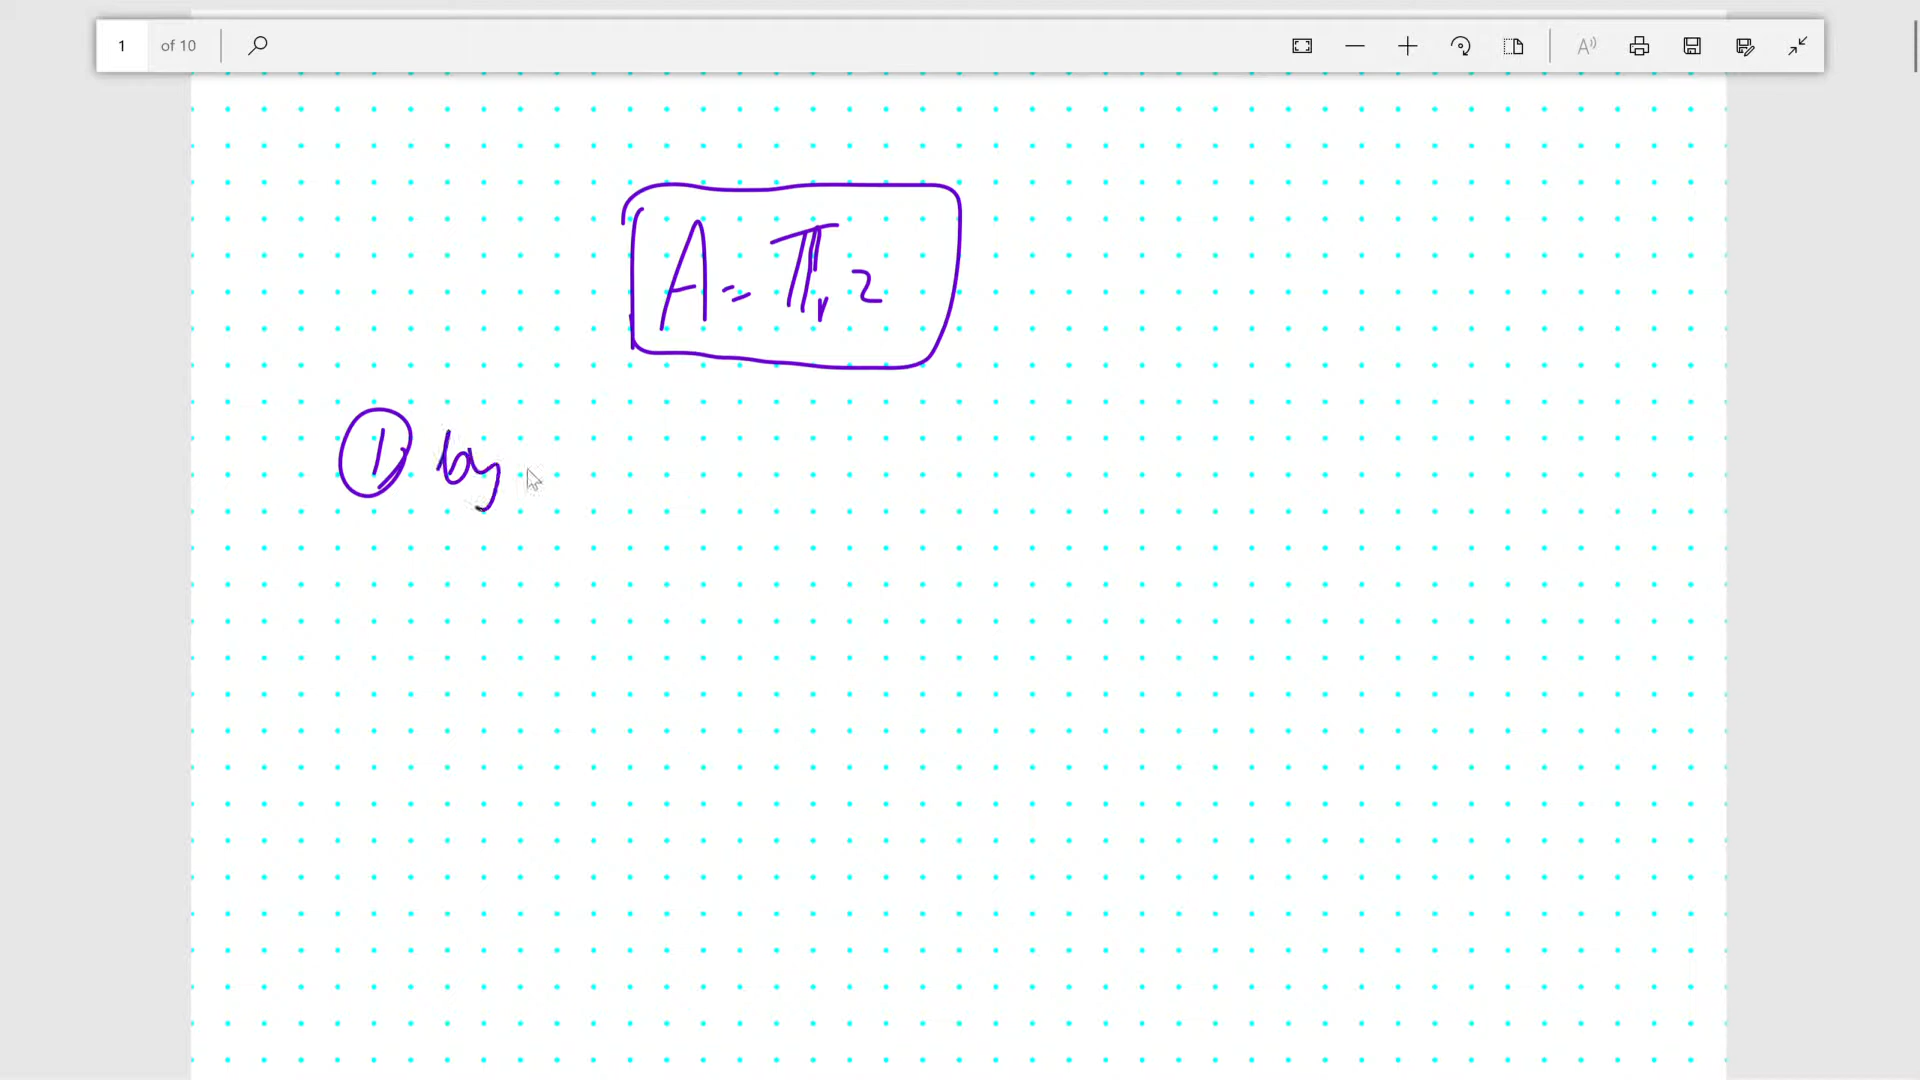 1 of 10
A = πr²
① by